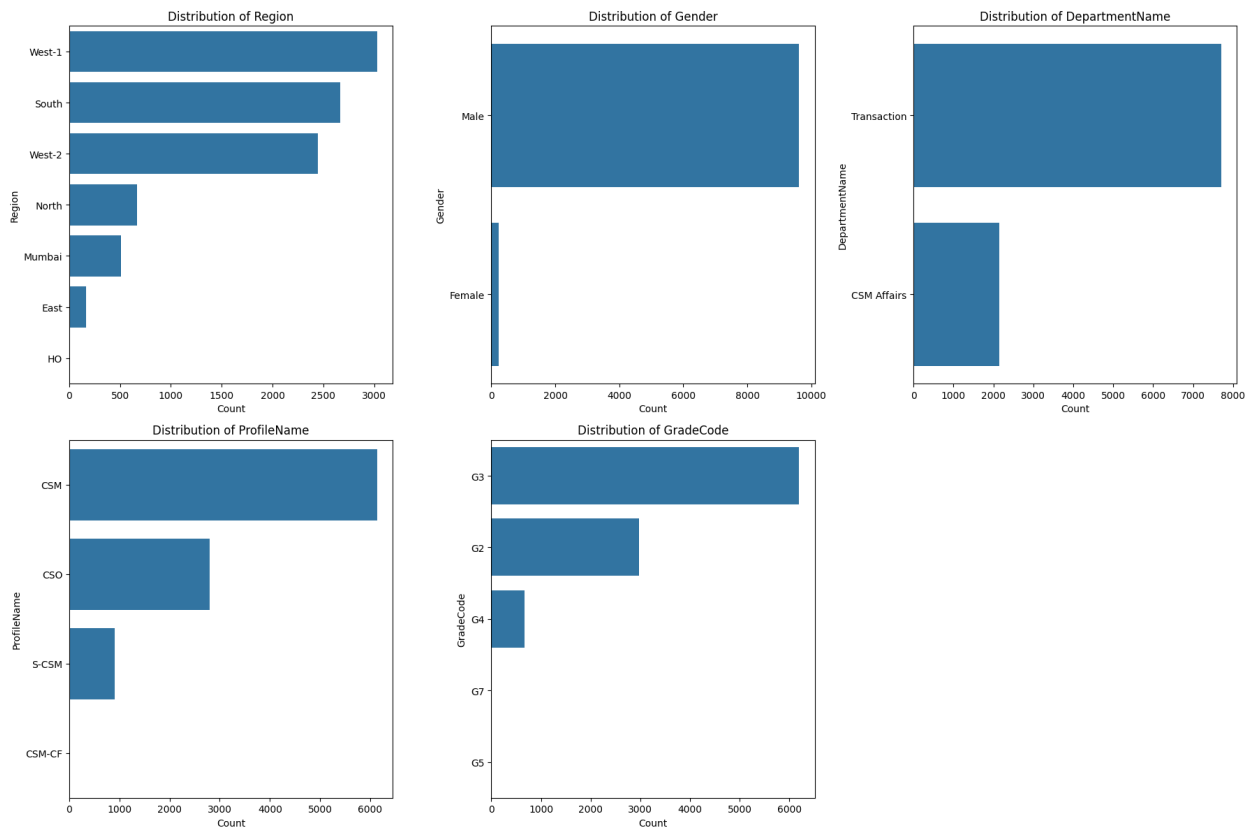 Distribution of Region
West-1
South
West-2
North
Mumbai
East
HO
Region
0 500 1000 1500 2000 2500 3000
Count
Distribution of Gender
Male
Female
Gender
0 2000 4000 6000 8000 10000
Count
Distribution of DepartmentName
Transaction
CSM Affairs
DepartmentName
0 1000 2000 3000 4000 5000 6000 7000 8000
Count
Distribution of ProfileName
CSM
CSO
S-CSM
CSM-CF
ProfileName
0 1000 2000 3000 4000 5000 6000
Count
Distribution of GradeCode
G3
G2
G4
G7
G5
GradeCode
0 1000 2000 3000 4000 5000 6000
Count